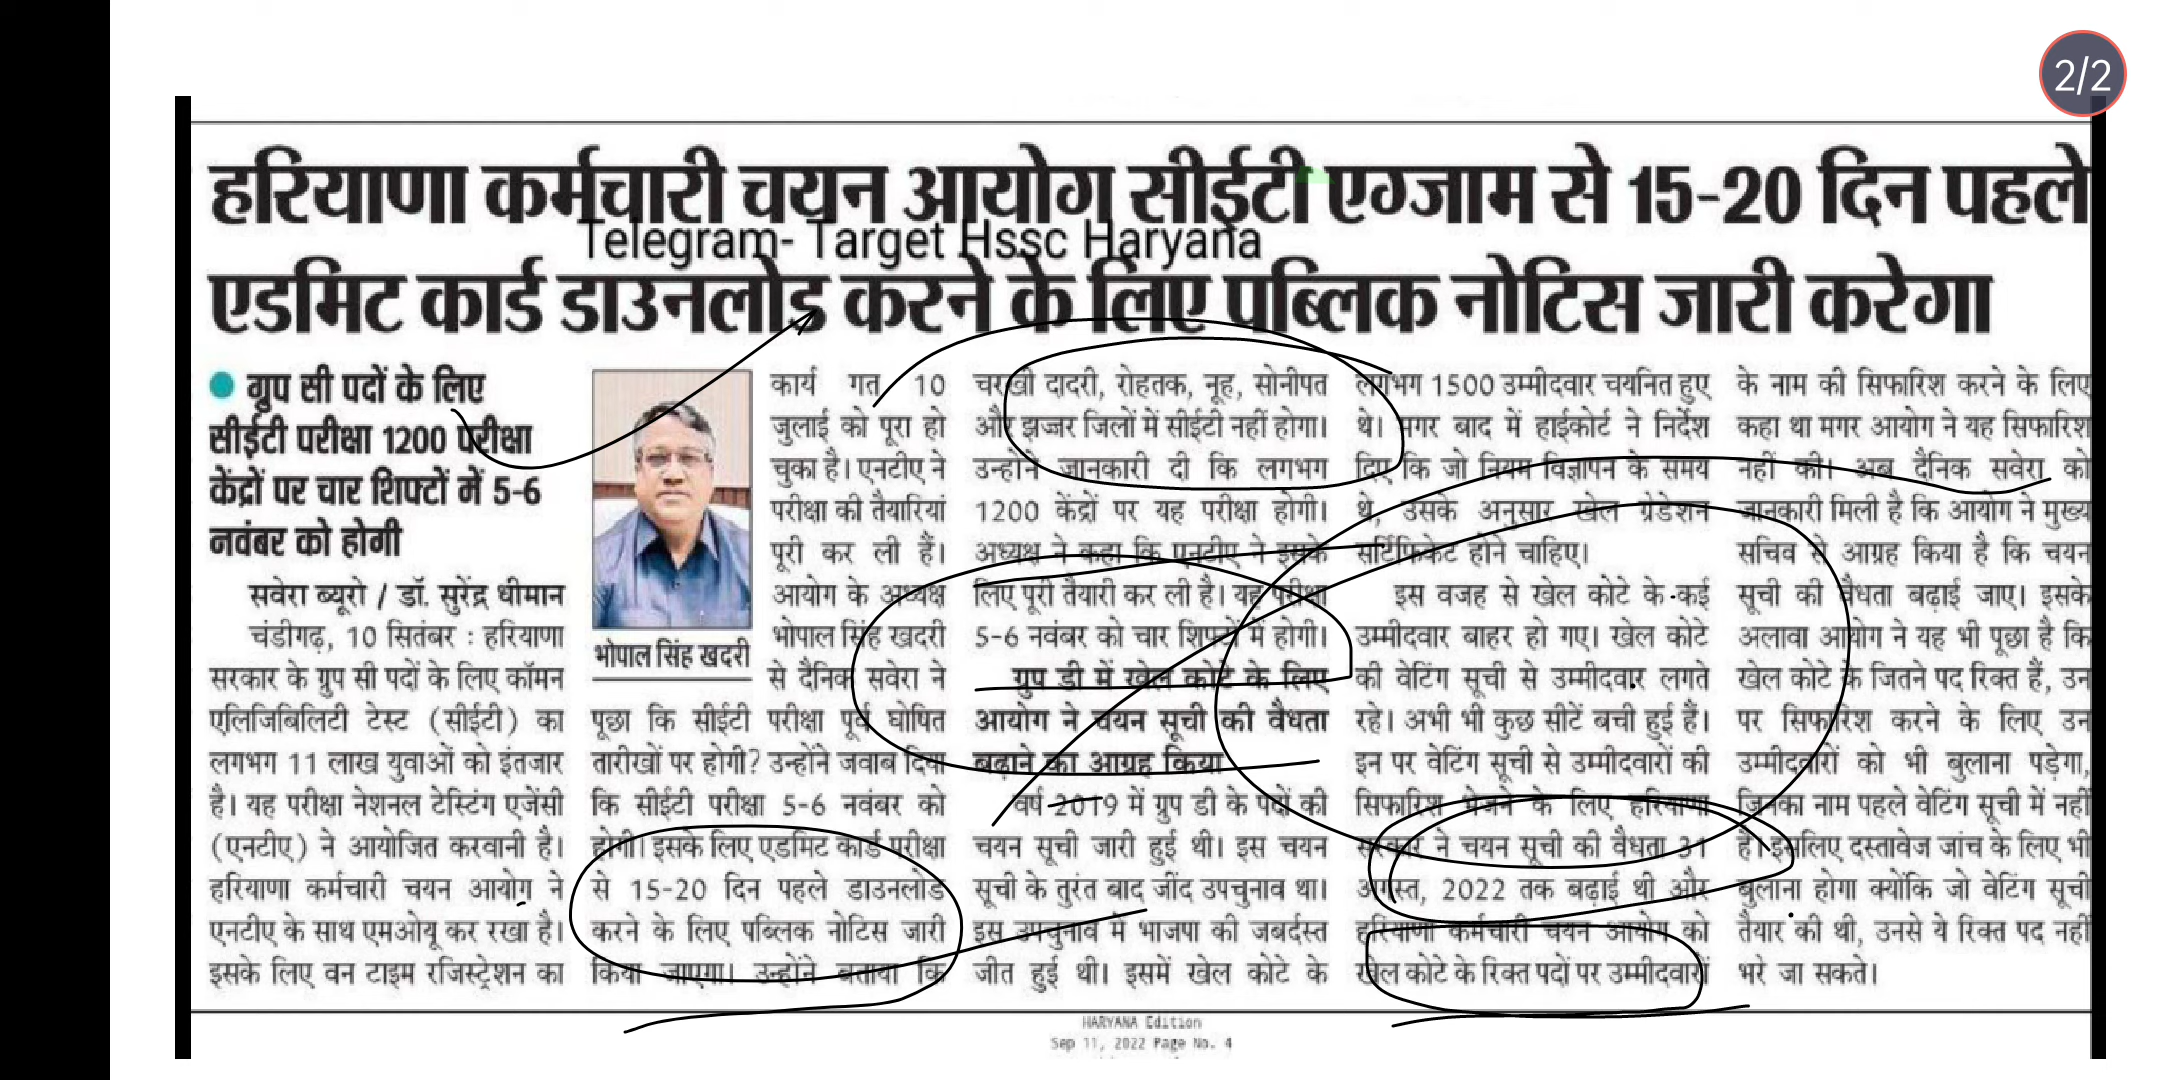 2/2
हरियाणा कर्मचारी चयन आयोग सीईटी एग्जाम से 15-20 दिन पहले
Telegram- Target Hssc Haryana
एडमिट कार्ड डाउनलोड करने के लिए पब्लिक नोटिस जारी करेगा
ग्रुप सी पदों के लिए
सीईटी परीक्षा 1200 परीक्षा
केंद्रों पर चार शिफ्टों में 5-6
नवंबर को होगी
सवेरा ब्यूरो / डॉ. सुरेंद्र धीमान
चंडीगढ़, 10 सितंबर : हरियाणा
सरकार के ग्रुप सी पदों के लिए कॉमन
एलिजिबिलिटी टेस्ट (सीईटी) का
लगभग 11 लाख युवाओं को इंतजार
है। यह परीक्षा नेशनल टेस्टिंग एजेंसी
(एनटीए) ने आयोजित करवानी है।
हरियाणा कर्मचारी चयन आयोग ने
एनटीए के साथ एमओयू कर रखा है।
इसके लिए वन टाइम रजिस्ट्रेशन का
भोपाल सिंह खदरी
कार्य गत 10
जुलाई को पूरा हो
चुका है। एनटीए ने
परीक्षा की तैयारियां
पूरी कर ली हैं।
आयोग के अध्यक्ष
भोपाल सिंह खदरी
से दैनिक सवेरा ने
पूछा कि सीईटी परीक्षा पूर्व घोषित
तारीखों पर होगी? उन्होंने जवाब दिया
कि सीईटी परीक्षा 5-6 नवंबर को
होगी। इसके लिए एडमिट कार्ड परीक्षा
से 15-20 दिन पहले डाउनलोड
करने के लिए पब्लिक नोटिस जारी
किया जाएगा। उन्होंने बताया कि
चरखी दादरी, रोहतक, नूह, सोनीपत
और झज्जर जिलों में सीईटी नहीं होगा।
उन्होंने जानकारी दी कि लगभग
1200 केंद्रों पर यह परीक्षा होगी।
अध्यक्ष ने कहा कि एनटीए ने इसके
लिए पूरी तैयारी कर ली है। यह परीक्षा
5-6 नवंबर को चार शिफ्टों में होगी।
ग्रुप डी में खेल कोटे के लिए
आयोग ने चयन सूची की वैधता
बढ़ाने का आग्रह किया
वर्ष 2019 में ग्रुप डी के पदों की
चयन सूची जारी हुई थी। इस चयन
सूची के तुरंत बाद जींद उपचुनाव था।
इस उपचुनाव में भाजपा की जबर्दस्त
जीत हुई थी। इसमें खेल कोटे के
लगभग 1500 उम्मीदवार चयनित हुए
थे। मगर बाद में हाईकोर्ट ने निर्देश
दिए कि जो नियम विज्ञापन के समय
थे, उसके अनुसार खेल ग्रेडेशन
सर्टिफिकेट होने चाहिए।
इस वजह से खेल कोटे के कई
उम्मीदवार बाहर हो गए। खेल कोटे
की वेटिंग सूची से उम्मीदवार लगते
रहे। अभी भी कुछ सीटें बची हुई हैं।
इन पर वेटिंग सूची से उम्मीदवारों की
सिफारिश भेजने के लिए हरियाणा
सरकार ने चयन सूची की वैधता 31
अगस्त, 2022 तक बढ़ाई थी और
हरियाणा कर्मचारी चयन आयोग को
खेल कोटे के रिक्त पदों पर उम्मीदवारों
के नाम की सिफारिश करने के लिए
कहा था मगर आयोग ने यह सिफारिश
नहीं की। अब दैनिक सवेरा को
जानकारी मिली है कि आयोग ने मुख्य
सचिव से आग्रह किया है कि चयन
सूची की वैधता बढ़ाई जाए। इसके
अलावा आयोग ने यह भी पूछा है कि
खेल कोटे के जितने पद रिक्त हैं, उन
पर सिफारिश करने के लिए उन
उम्मीदवारों को भी बुलाना पड़ेगा,
जिनका नाम पहले वेटिंग सूची में नहीं
है। इसलिए दस्तावेज जांच के लिए भी
बुलाना होगा क्योंकि जो वेटिंग सूची
तैयार की थी, उनसे ये रिक्त पद नहीं
भरे जा सकते।
HARYANA Edition
Sep 11, 2022 Page No. 4